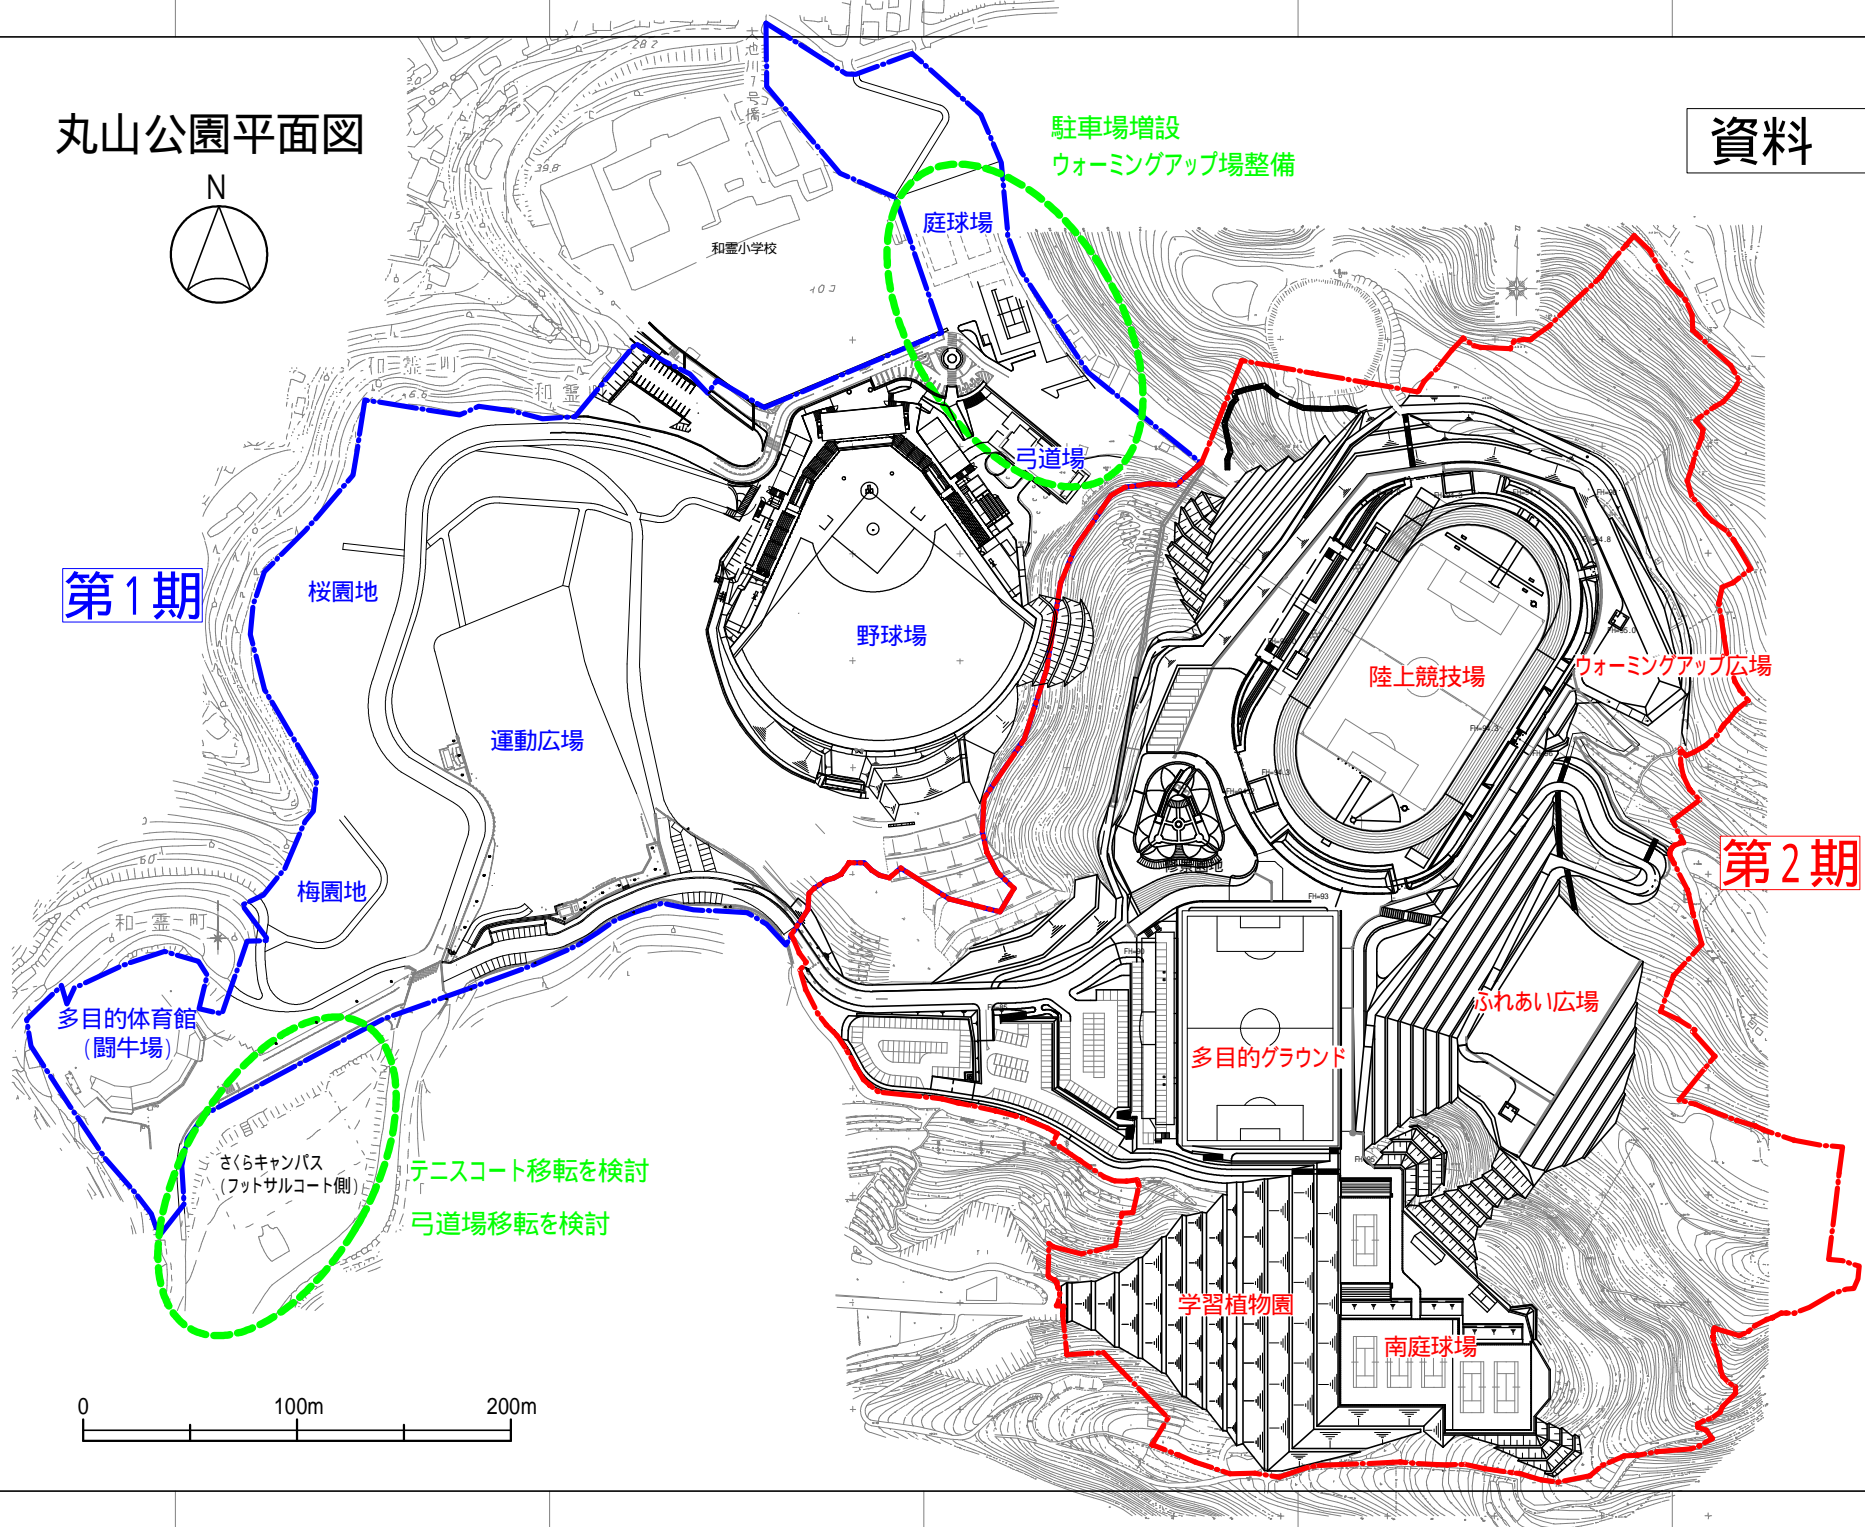 丸山公園平面図
N
資料
駐車場増設
ウォーミングアップ場整備
庭球場
和霊小学校
弓道場
第1期
桜園地
野球場
運動広場
陸上競技場
ウォーミングアップ広場
第2期
梅園地
和霊町
多目的体育館
(闘牛場)
ふれあい広場
多目的グラウンド
さくらキャンパス
(フットサルコート側)
テニスコート移転を検討
弓道場移転を検討
学習植物園
南庭球場
0 100m 200m
FH=93